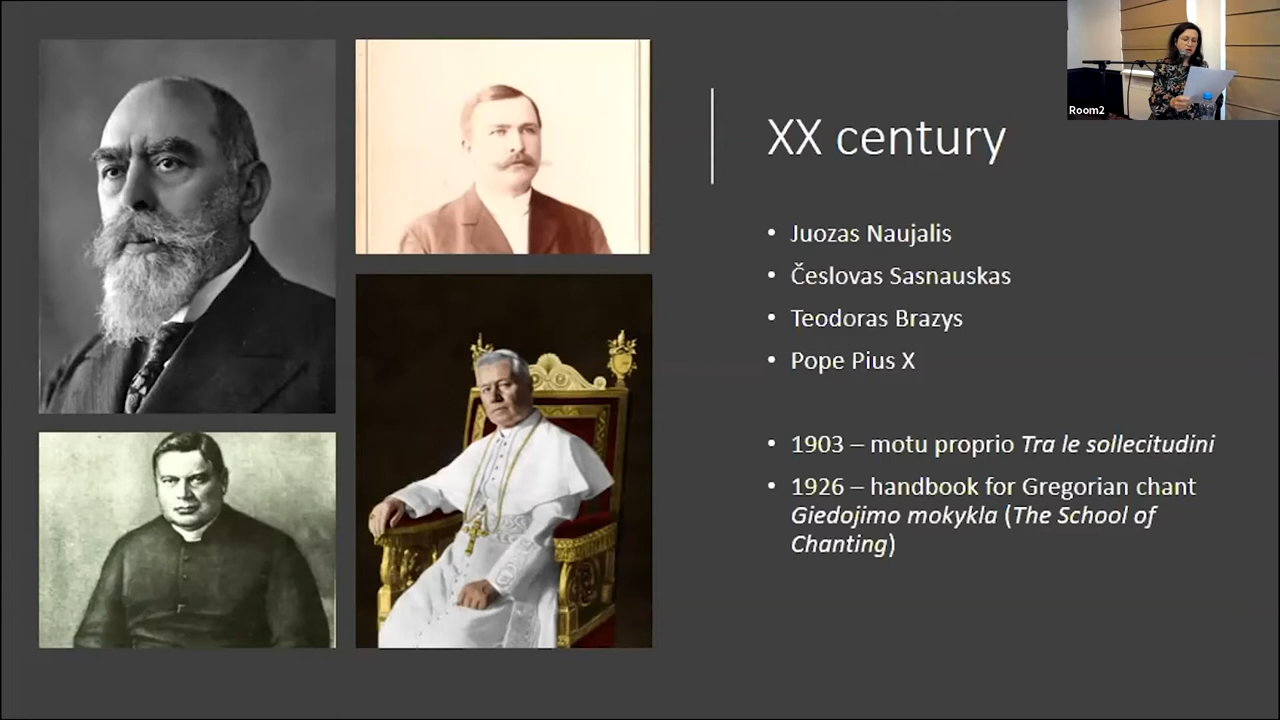 Room2
XX century
• Juozas Naujalis
• Česlovas Sasnauskas
• Teodoras Brazys
• Pope Pius X
• 1903 – motu proprio Tra le sollecitudini
• 1926 – handbook for Gregorian chant
Giedojimo mokykla (The School of
Chanting)